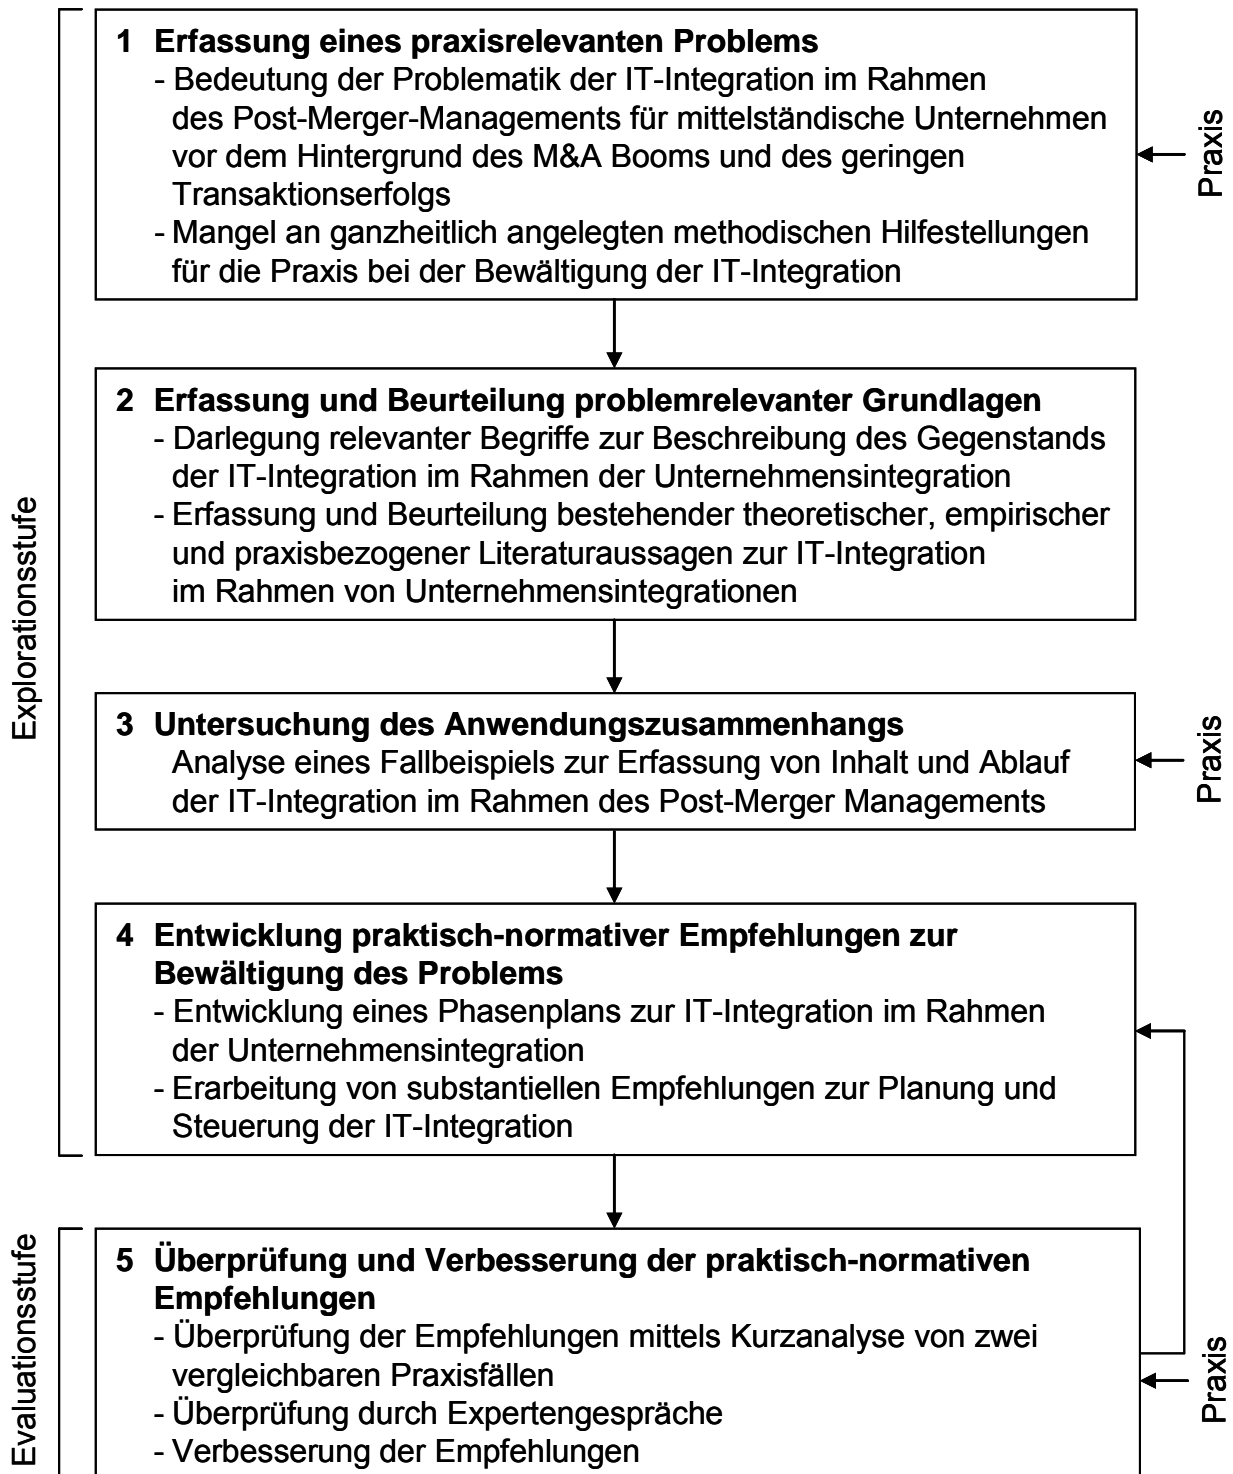 Explorationsstufe
1 Erfassung eines praxisrelevanten Problems
- Bedeutung der Problematik der IT-Integration im Rahmen
des Post-Merger-Managements für mittelständische Unternehmen
vor dem Hintergrund des M&A Booms und des geringen
Transaktionserfolgs
- Mangel an ganzheitlich angelegten methodischen Hilfestellungen
für die Praxis bei der Bewältigung der IT-Integration
Praxis
2 Erfassung und Beurteilung problemrelevanter Grundlagen
- Darlegung relevanter Begriffe zur Beschreibung des Gegenstands
der IT-Integration im Rahmen der Unternehmensintegration
- Erfassung und Beurteilung bestehender theoretischer, empirischer
und praxisbezogener Literaturaussagen zur IT-Integration
im Rahmen von Unternehmensintegrationen
3 Untersuchung des Anwendungszusammenhangs
Analyse eines Fallbeispiels zur Erfassung von Inhalt und Ablauf
der IT-Integration im Rahmen des Post-Merger Managements
Praxis
4 Entwicklung praktisch-normativer Empfehlungen zur
Bewältigung des Problems
- Entwicklung eines Phasenplans zur IT-Integration im Rahmen
der Unternehmensintegration
- Erarbeitung von substantiellen Empfehlungen zur Planung und
Steuerung der IT-Integration
Evaluationsstufe
5 Überprüfung und Verbesserung der praktisch-normativen
Empfehlungen
- Überprüfung der Empfehlungen mittels Kurzanalyse von zwei
vergleichbaren Praxisfällen
- Überprüfung durch Expertengespräche
- Verbesserung der Empfehlungen
Praxis